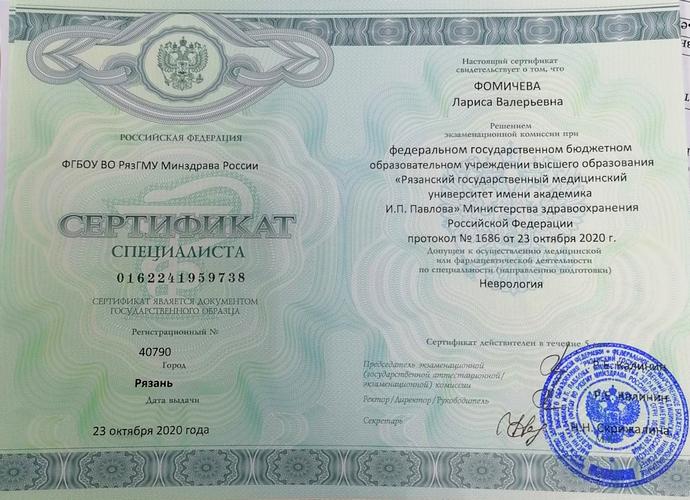 РОССИЙСКАЯ ФЕДЕРАЦИЯ
ФГБОУ ВО РязГМУ Минздрава России
СЕРТИФИКАТ
СПЕЦИАЛИСТА
0162241959738
СЕРТИФИКАТ ЯВЛЯЕТСЯ ДОКУМЕНТОМ
ГОСУДАРСТВЕННОГО ОБРАЗЦА
Регистрационный №
40790
Город
Рязань
Дата выдачи
23 октября 2020 года
Настоящий сертификат
свидетельствует о том, что
ФОМИЧЕВА
Лариса Валерьевна
Решением
экзаменационной комиссии при
федеральном государственном бюджетном
образовательном учреждении высшего образования
«Рязанский государственный медицинский
университет имени академика
И.П. Павлова» Министерства здравоохранения
Российской Федерации
протокол № 1686 от 23 октября 2020 г.
Допущен к осуществлению медицинской
или фармацевтической деятельности
по специальности (направлению подготовки)
Неврология
Сертификат действителен в течение 5
Председатель экзаменационной
(государственной аттестационной/
экзаменационной) комиссии
Р.Е. Калинин
Ректор/Директор/Руководитель
Р.Е. Калинин
Секретарь
Н.Н. Скрижалина